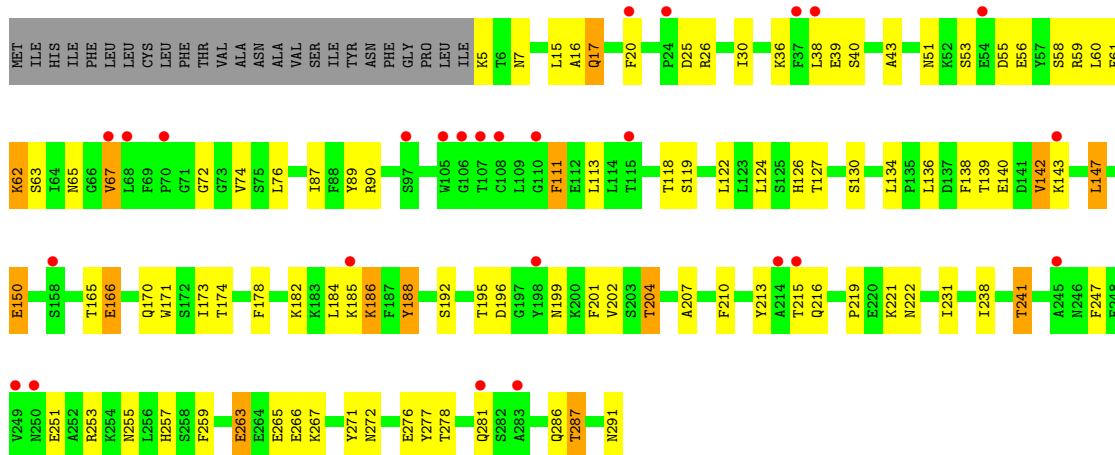 MET ILE HIS ILE PHE LEU LEU CYS LEU PHE THR VAL ALA ASN ALA VAL SER ILE TYR ASN PHE GLY PRO LEU ILE K5 T6 N7 L15 A16 Q17 F20 P24 D25 R26 I30 K36 F37 L38 E39 S40 A43 N51 K52 S53 E54 D55 E56 Y57 S58 R59 L60
K62 S63 I64 N65 G66 V67 L68 F69 P70 G71 G72 G73 V74 S75 L76 I87 F88 Y89 R90 S97 W105 G106 T107 C108 L109 G110 F111 E112 L113 L114 T115 T118 S119 L122 L123 L124 S125 H126 T127 S130 L134 P135 L136 D137 F138 T139 E140 D141 V142 K143 L147
E150 S158 T165 E166 Q170 W171 S172 I173 T174 F178 K182 K183 L184 K185 K186 F187 Y188 S192 T195 D196 G197 Y198 N199 K200 F201 V202 S203 T204 A207 F210 Y213 A214 T215 Q216 P219 E220 K221 N222 I231 I238 T241 A245 N246 F247
V249 N250 E251 A252 R253 K254 N255 L256 H257 S258 F259 E263 E264 E265 E266 K267 Y271 N272 E276 Y277 T278 Q281 S282 A283 Q286 T287 N291